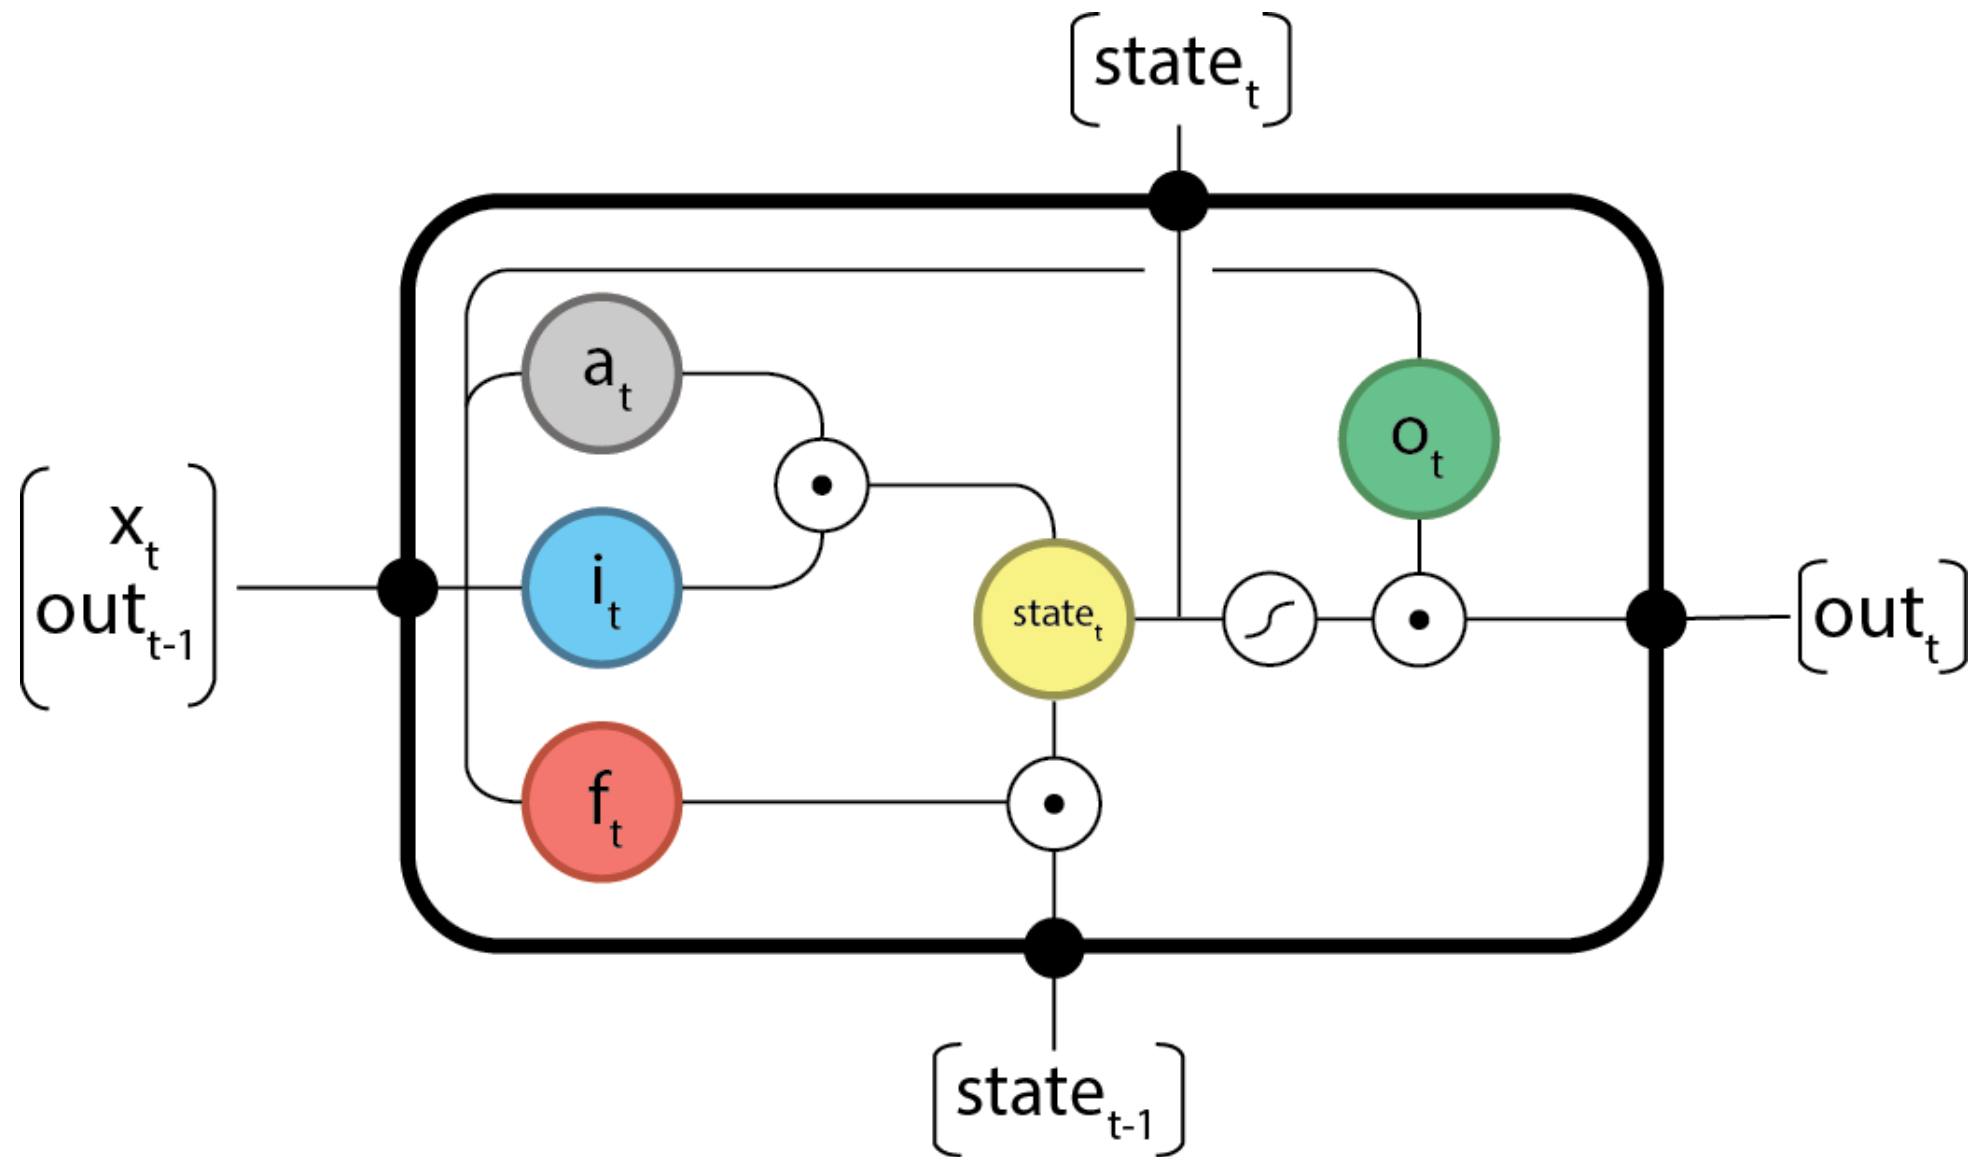 [state_t]
a_t
o_t
[x_t
out_t-1]
i_t
state_t
[out_t]
f_t
[state_t-1]